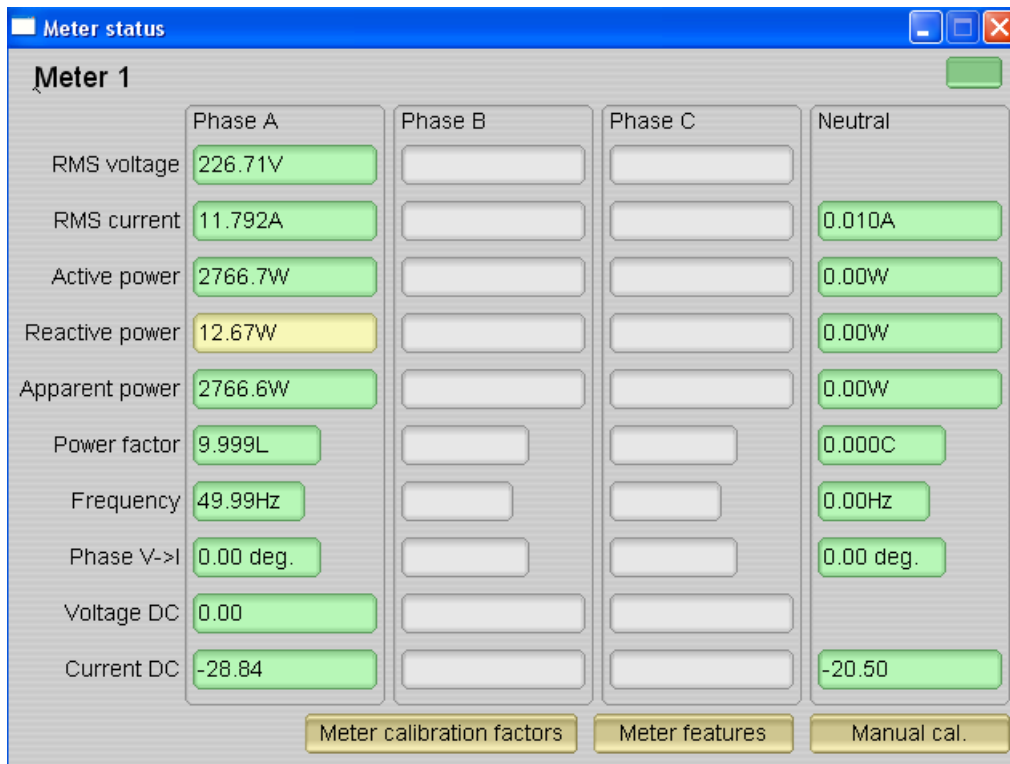 Meter status
Meter 1
Phase A Phase B Phase C Neutral
RMS voltage 226.71V
RMS current 11.792A 0.010A
Active power 2766.7W 0.00W
Reactive power 12.67W 0.00W
Apparent power 2766.6W 0.00W
Power factor 9.999L 0.000C
Frequency 49.99Hz 0.00Hz
Phase V->I 0.00 deg. 0.00 deg.
Voltage DC 0.00
Current DC -28.84 -20.50
Meter calibration factors Meter features Manual cal.